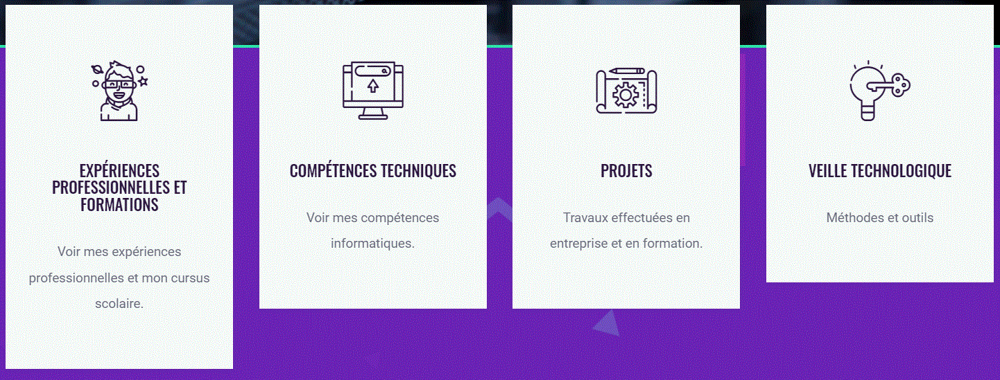 EXPÉRIENCES
PROFESSIONNELLES ET
FORMATIONS
Voir mes expériences
professionnelles et mon cursus
scolaire.
COMPÉTENCES TECHNIQUES
Voir mes compétences
informatiques.
PROJETS
Travaux effectuées en
entreprise et en formation.
VEILLE TECHNOLOGIQUE
Méthodes et outils